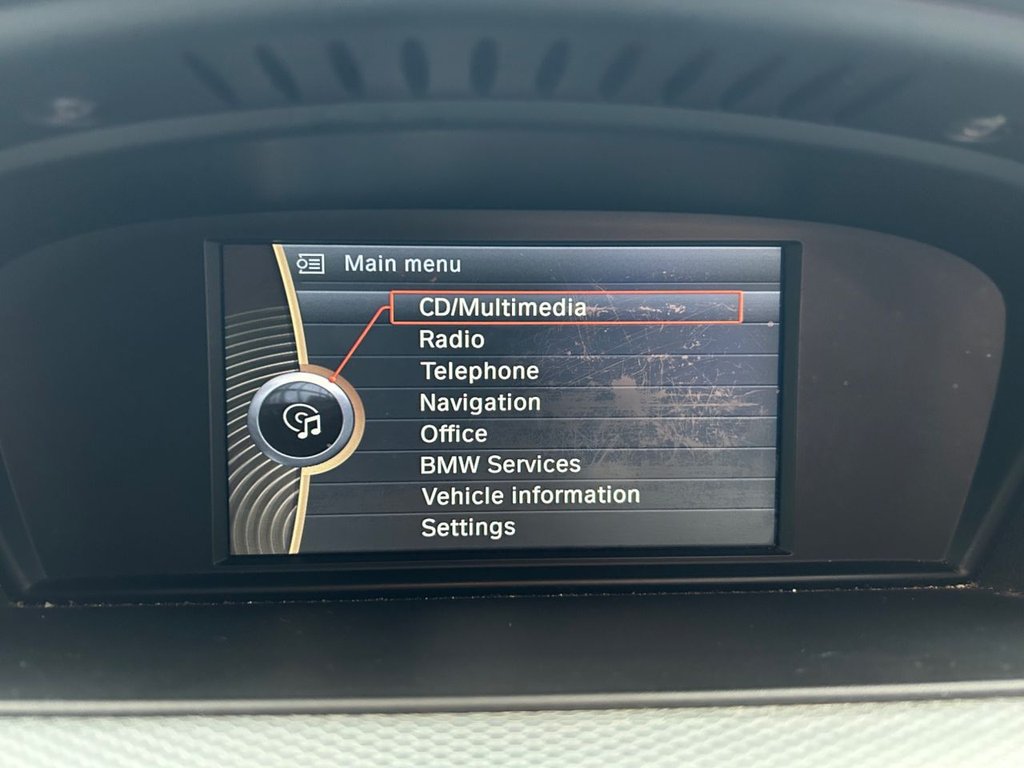 Main menu
CD/Multimedia
Radio
Telephone
Navigation
Office
BMW Services
Vehicle information
Settings